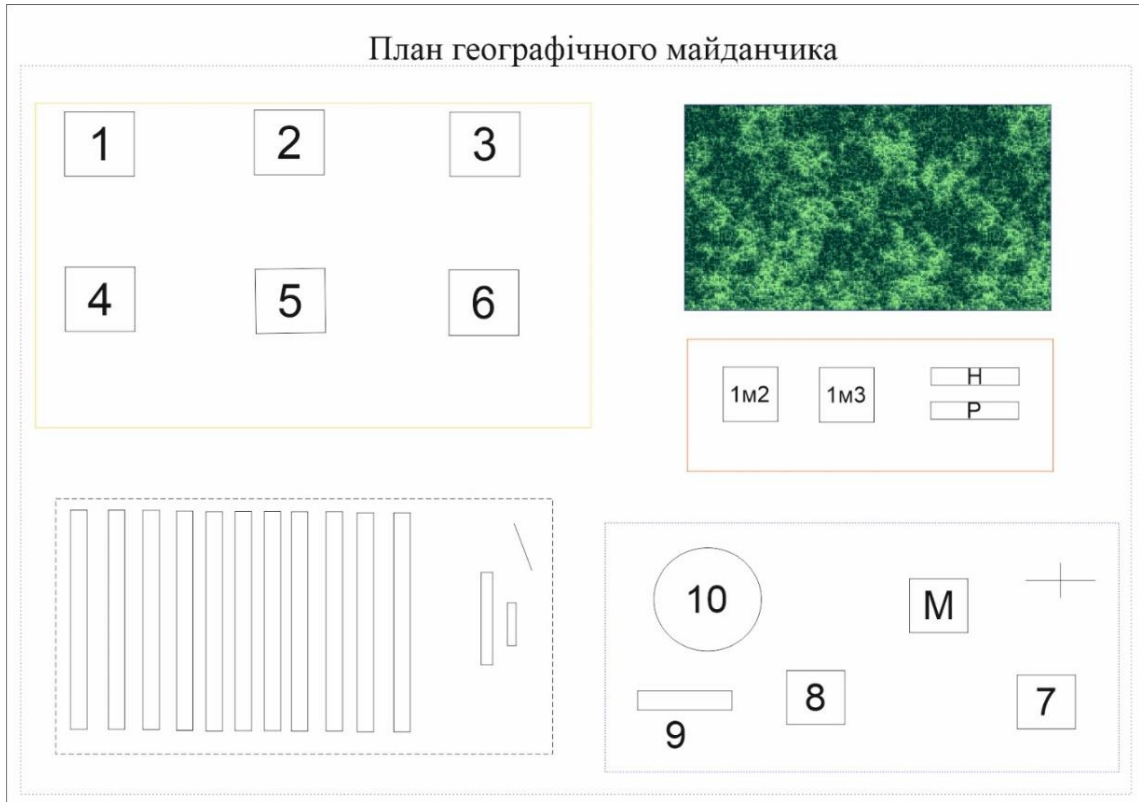 План географічного майданчика
1 2 3
4 5 6
1м2 1м3 Н
Р
10 М
8 7
9